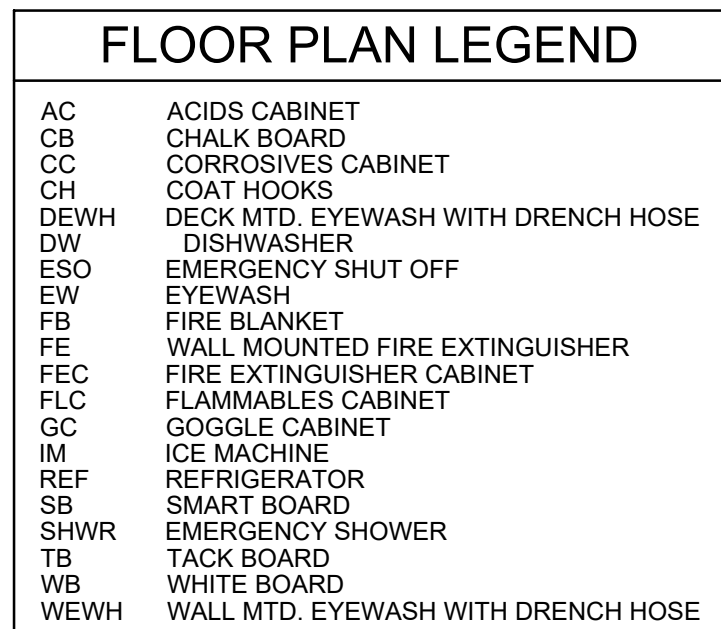 FLOOR PLAN LEGEND
AC ACIDS CABINET
CB CHALK BOARD
CC CORROSIVES CABINET
CH COAT HOOKS
DEWH DECK MTD. EYEWASH WITH DRENCH HOSE
DW DISHWASHER
ESO EMERGENCY SHUT OFF
EW EYEWASH
FB FIRE BLANKET
FE WALL MOUNTED FIRE EXTINGUISHER
FEC FIRE EXTINGUISHER CABINET
FLC FLAMMABLES CABINET
GC GOGGLE CABINET
IM ICE MACHINE
REF REFRIGERATOR
SB SMART BOARD
SHWR EMERGENCY SHOWER
TB TACK BOARD
WB WHITE BOARD
WEWH WALL MTD. EYEWASH WITH DRENCH HOSE